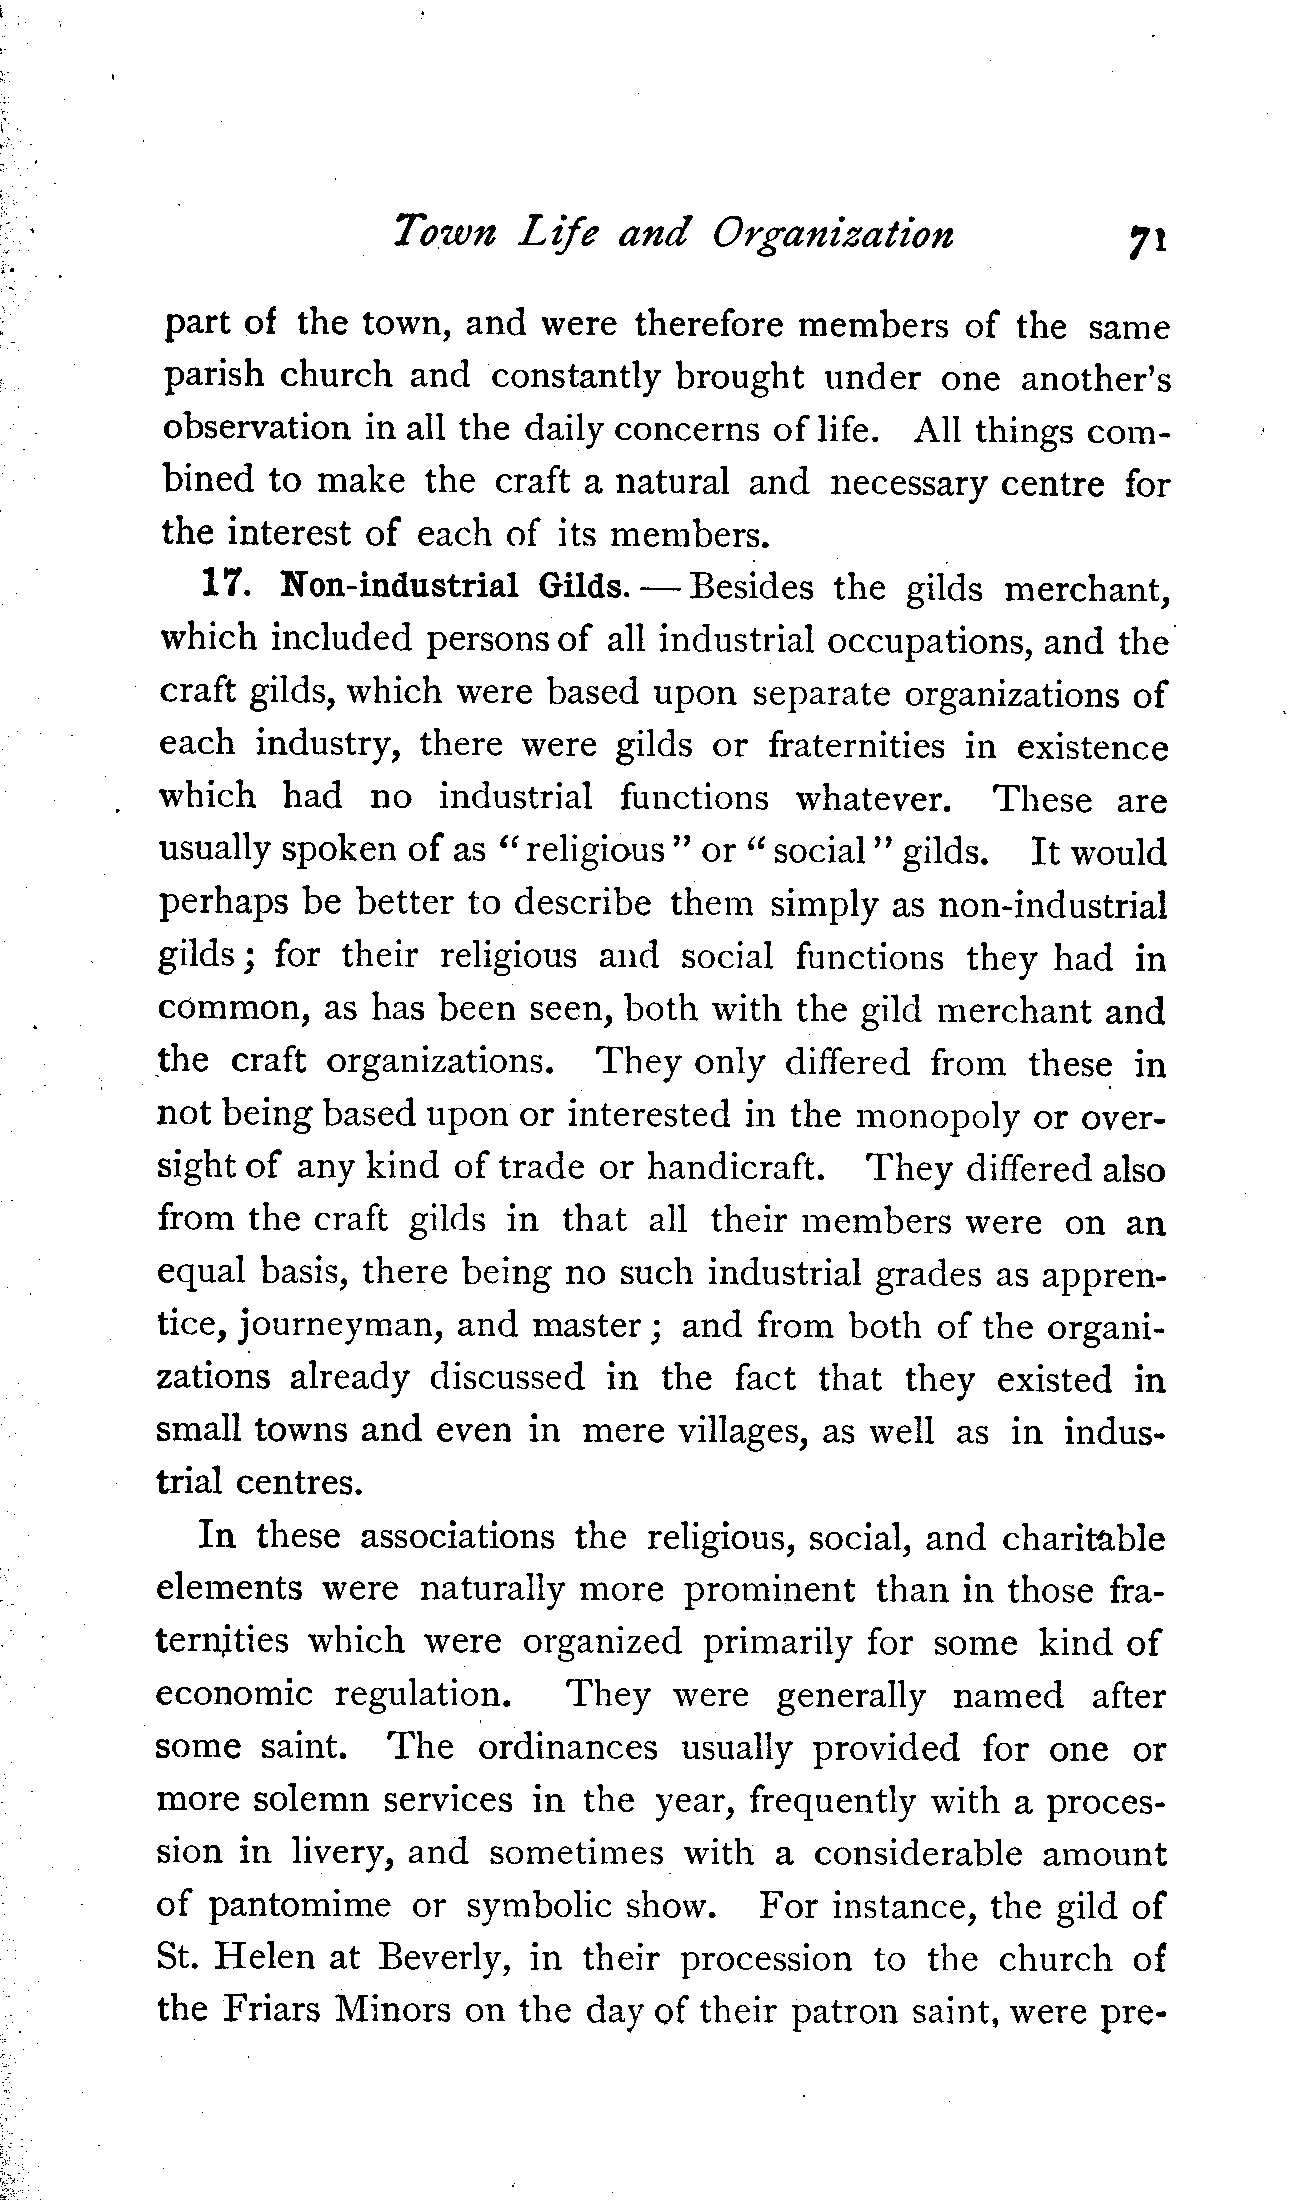 Town Life and Organization 71
part of the town, and were therefore members of the same
parish church and constantly brought under one another's
observation in all the daily concerns of life. All things com-
bined to make the craft a natural and necessary centre for
the interest of each of its members.
17. Non-industrial Gilds. — Besides the gilds merchant,
which included persons of all industrial occupations, and the
craft gilds, which were based upon separate organizations of
each industry, there were gilds or fraternities in existence
which had no industrial functions whatever. These are
usually spoken of as “religious” or “social” gilds. It would
perhaps be better to describe them simply as non-industrial
gilds; for their religious and social functions they had in
common, as has been seen, both with the gild merchant and
the craft organizations. They only differed from these in
not being based upon or interested in the monopoly or over-
sight of any kind of trade or handicraft. They differed also
from the craft gilds in that all their members were on an
equal basis, there being no such industrial grades as appren-
tice, journeyman, and master; and from both of the organi-
zations already discussed in the fact that they existed in
small towns and even in mere villages, as well as in indus-
trial centres.
In these associations the religious, social, and charitable
elements were naturally more prominent than in those fra-
ternities which were organized primarily for some kind of
economic regulation. They were generally named after
some saint. The ordinances usually provided for one or
more solemn services in the year, frequently with a proces-
sion in livery, and sometimes with a considerable amount
of pantomime or symbolic show. For instance, the gild of
St. Helen at Beverly, in their procession to the church of
the Friars Minors on the day of their patron saint, were pre-